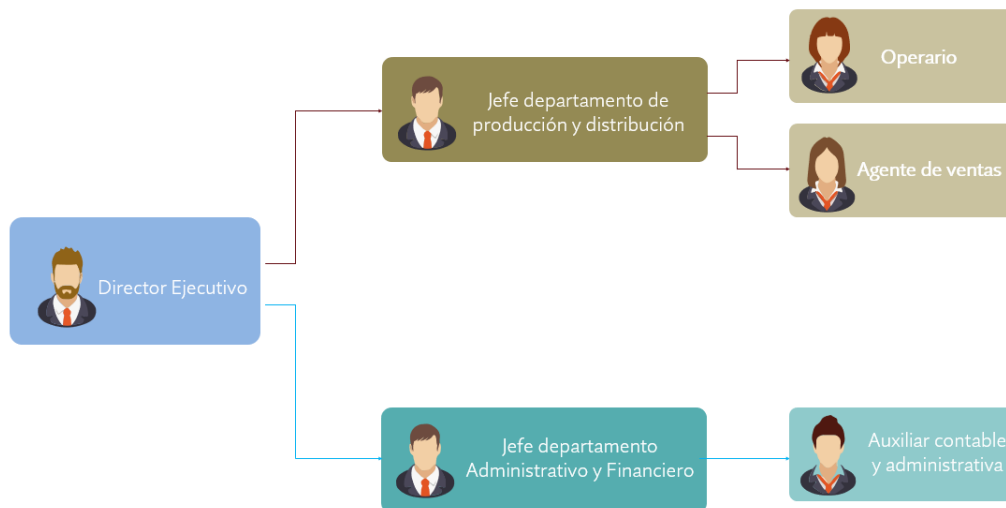 Director Ejecutivo
Jefe departamento de
producción y distribución
Operario
Agente de ventas
Jefe departamento
Administrativo y Financiero
Auxiliar contable
y administrativa